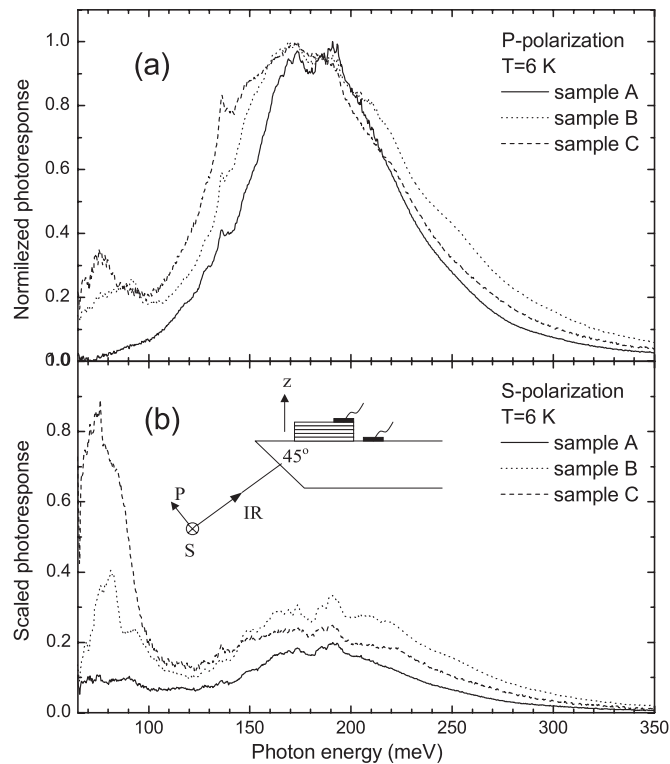 (a)
P-polarization
T=6 K
sample A
sample B
sample C
1.0
0.8
0.6
0.4
0.2
0.0
Normilezed photoresponse
(b)
S-polarization
T=6 K
sample A
sample B
sample C
z
45°
P
IR
S
1.0
0.8
0.6
0.4
0.2
0.0
Scaled photoresponse
100 150 200 250 300 350
Photon energy (meV)